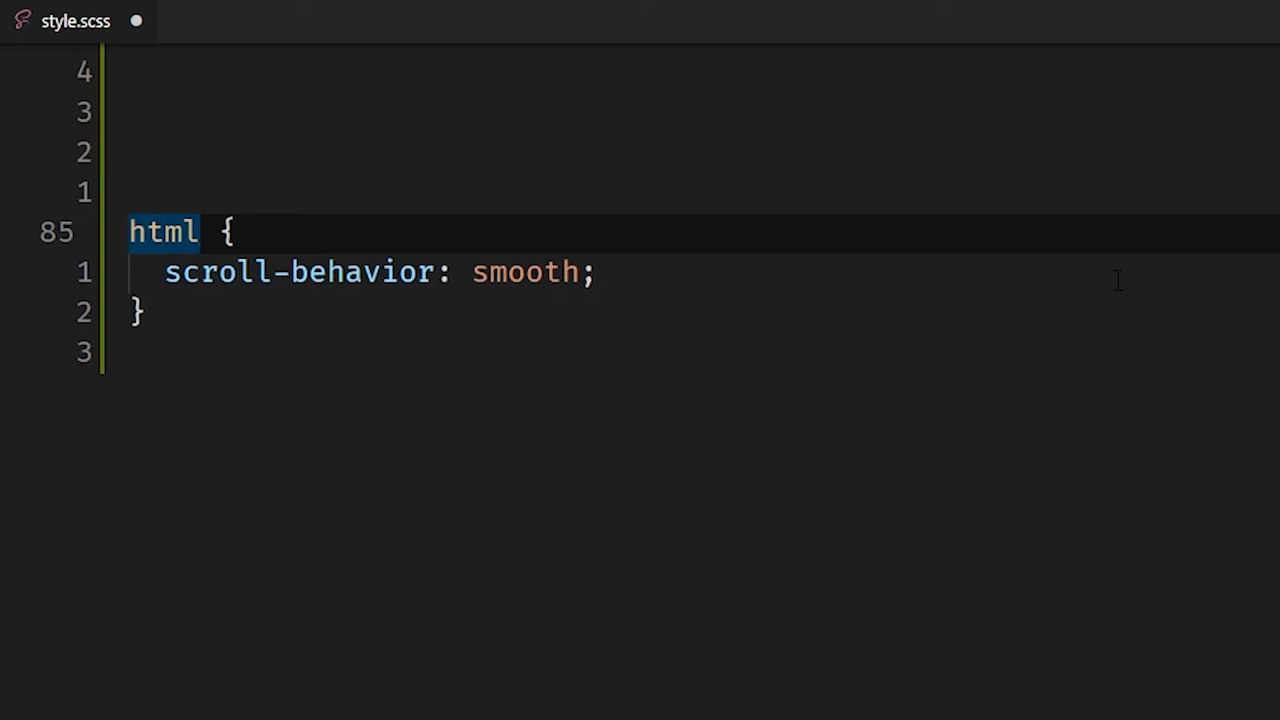 style.scss
4
3
2
1
85 html {
1 scroll-behavior: smooth;
2 }
3